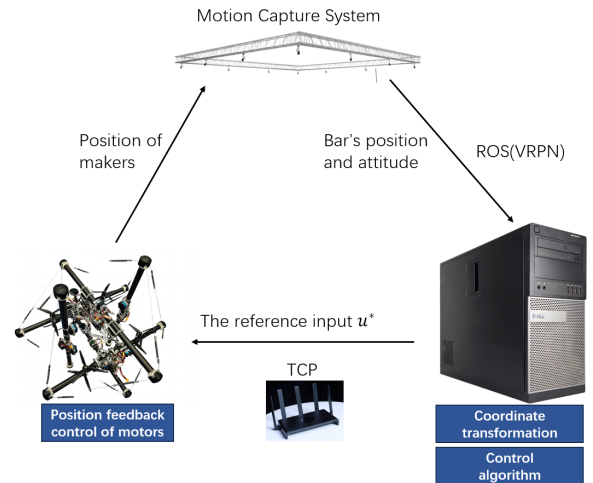 Motion Capture System
Position of
makers
Bar's position
and attitude
ROS(VRPN)
The reference input u*
TCP
DELL
Position feedback
control of motors
Coordinate
transformation
Control
algorithm